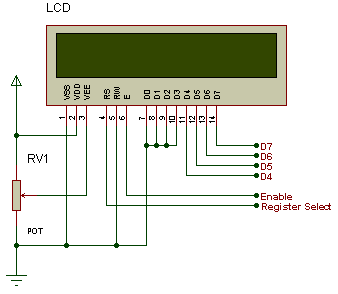 LCD
VSS VDD VEE RS RW E D0 D1 D2 D3 D4 D5 D6 D7
1 2 3 4 5 6 7 8 9 10 11 12 13 14
RV1
D7
D6
D5
D4
Enable
Register Select
POT